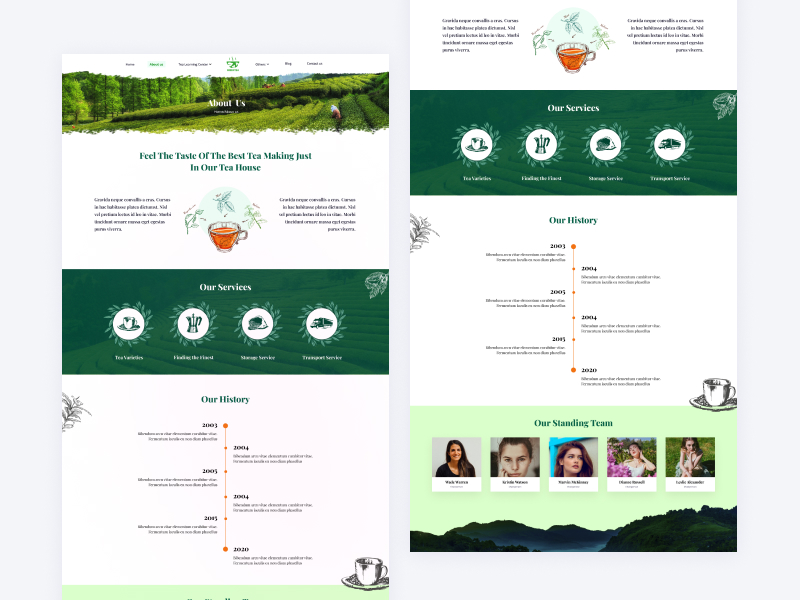 Home
About us
Tea Learning Center
Others
Blog
Contact us
About Us
Feel The Taste Of The Best Tea Making Just
In Our Tea House
Gravida neque convallis a cras. Cursus
in hac habitasse platea dictumst. Nisl
vel pretium lectus id leo in vitae. Morbi
tincidunt ornare massa eget egestas
purus viverra.
Gravida neque convallis a cras. Cursus
in hac habitasse platea dictumst. Nisl
vel pretium lectus id leo in vitae. Morbi
tincidunt ornare massa eget egestas
purus viverra.
Our Services
Tea Varieties
Finding the Finest
Storage Service
Transport Service
Our History
2003
Bibendum arcu vitae elementum curabitur vitae.
Fermentum iaculis eu non diam phasellus
2004
Bibendum arcu vitae elementum curabitur vitae.
Fermentum iaculis eu non diam phasellus
2005
Bibendum arcu vitae elementum curabitur vitae.
Fermentum iaculis eu non diam phasellus
2004
Bibendum arcu vitae elementum curabitur vitae.
Fermentum iaculis eu non diam phasellus
2015
Bibendum arcu vitae elementum curabitur vitae.
Fermentum iaculis eu non diam phasellus
2020
Bibendum arcu vitae elementum curabitur vitae.
Fermentum iaculis eu non diam phasellus
Gravida neque convallis a cras. Cursus
in hac habitasse platea dictumst. Nisl
vel pretium lectus id leo in vitae. Morbi
tincidunt ornare massa eget egestas
purus viverra.
Gravida neque convallis a cras. Cursus
in hac habitasse platea dictumst. Nisl
vel pretium lectus id leo in vitae. Morbi
tincidunt ornare massa eget egestas
purus viverra.
Our Services
Tea Varieties
Finding the Finest
Storage Service
Transport Service
Our History
2003
Bibendum arcu vitae elementum curabitur vitae.
Fermentum iaculis eu non diam phasellus
2004
Bibendum arcu vitae elementum curabitur vitae.
Fermentum iaculis eu non diam phasellus
2005
Bibendum arcu vitae elementum curabitur vitae.
Fermentum iaculis eu non diam phasellus
2004
Bibendum arcu vitae elementum curabitur vitae.
Fermentum iaculis eu non diam phasellus
2015
Bibendum arcu vitae elementum curabitur vitae.
Fermentum iaculis eu non diam phasellus
2020
Bibendum arcu vitae elementum curabitur vitae.
Fermentum iaculis eu non diam phasellus
Our Standing Team
Wade Warren
Kristin Watson
Marvin McKinney
Dianne Russell
Leslie Alexander